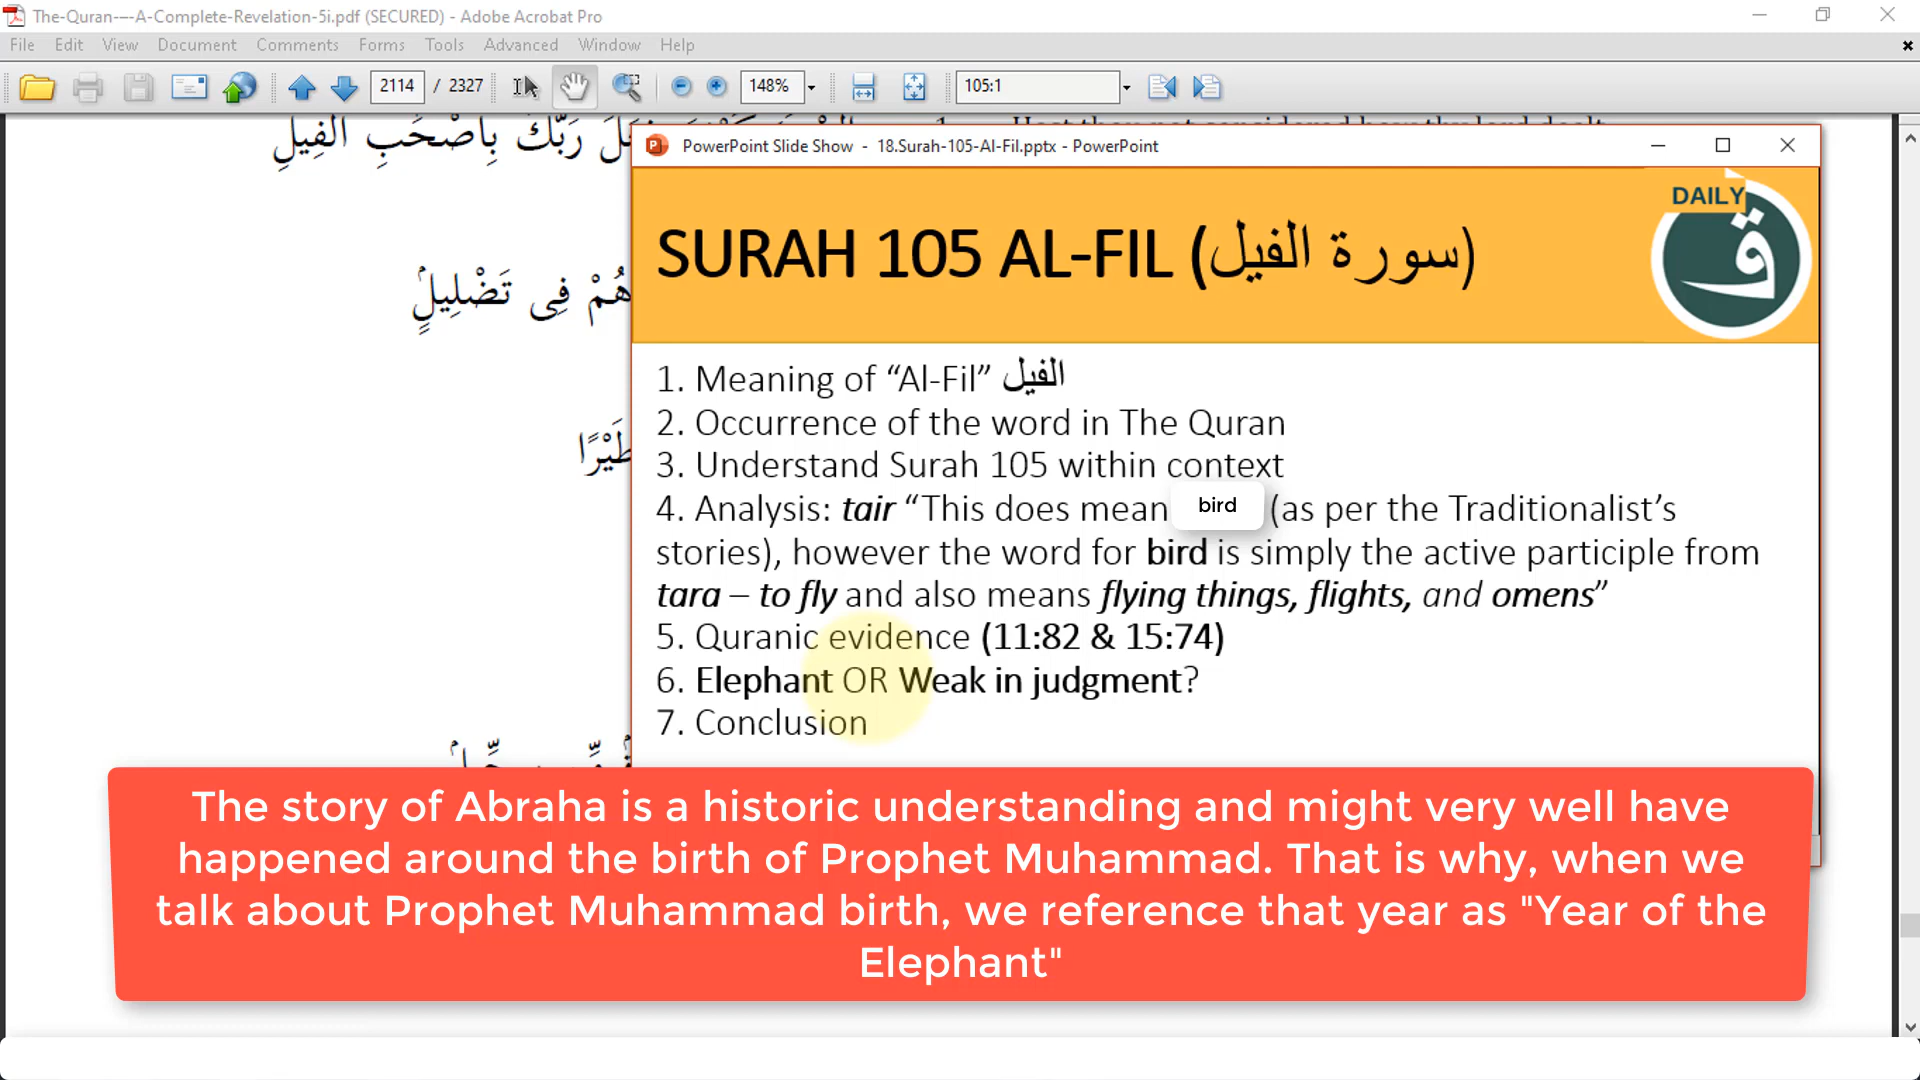 The-Quran-—A-Complete-Revelation-5i.pdf (SECURED) - Adobe Acrobat Pro
File Edit View Document Comments Forms Tools Advanced Window Help
2114 / 2327 148% 105:1
رَبُّكَ بِأَصْحَٰبِ ٱلْفِيلِ
PowerPoint Slide Show - 18.Surah-105-Al-Fil.pptx - PowerPoint
DAILY
SURAH 105 AL-FIL (سورة الفيل)
فِى تَضْلِيلٍ
1. Meaning of “Al-Fil” الفيل
2. Occurrence of the word in The Quran
3. Understand Surah 105 within context
4. Analysis: tair “This does mean bird (as per the Traditionalist’s
stories), however the word for bird is simply the active participle from
tara – to fly and also means flying things, flights, and omens”
5. Quranic evidence (11:82 & 15:74)
6. Elephant OR Weak in judgment?
7. Conclusion
The story of Abraha is a historic understanding and might very well have
happened around the birth of Prophet Muhammad. That is why, when we
talk about Prophet Muhammad birth, we reference that year as "Year of the
Elephant"